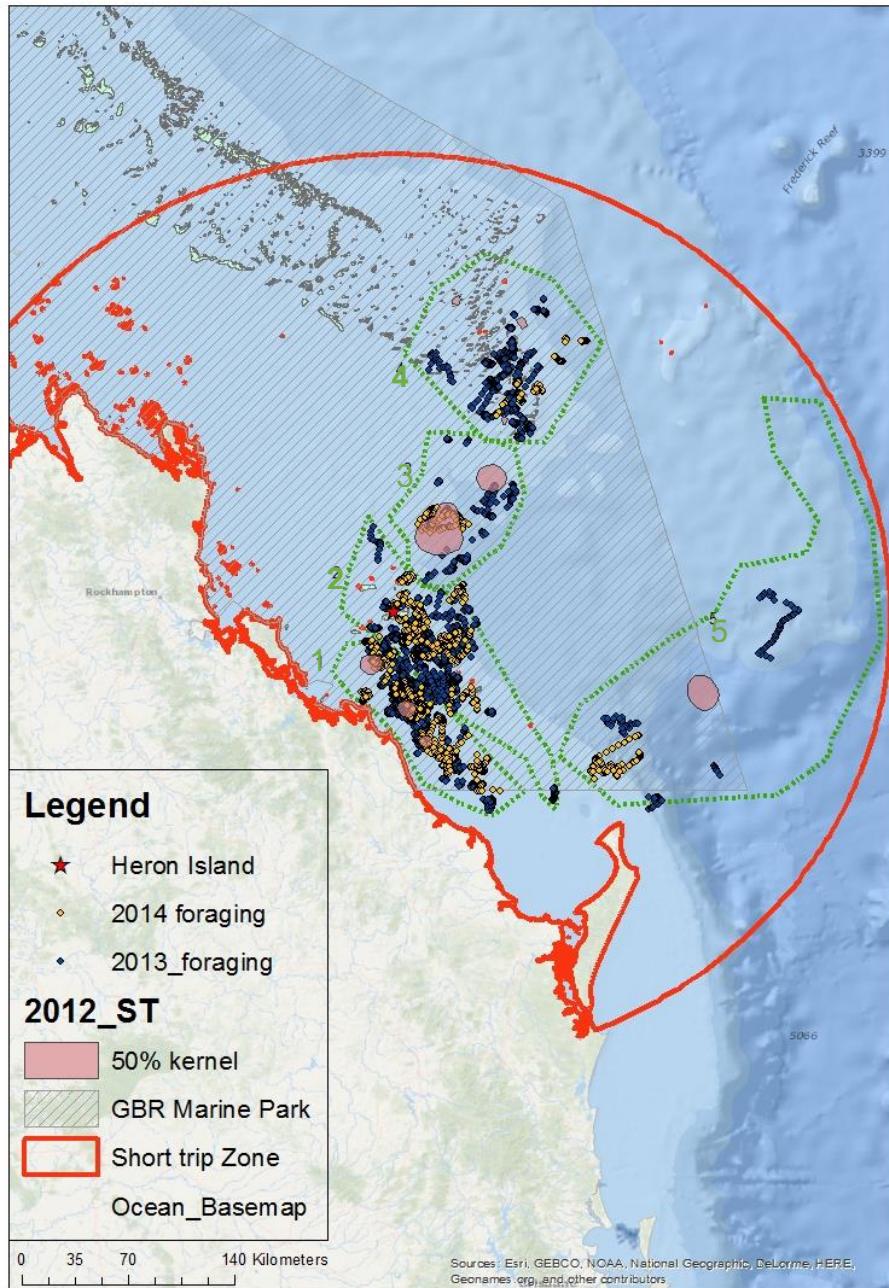 Frederick Reef
3399
4
3
2
Rockhampton
1
5
5
Legend
Heron Island
2014 foraging
2013_foraging
2012_ST
50% kernel
GBR Marine Park
Short trip Zone
Ocean_Basemap
5066
0 35 70 140 Kilometers
Sources: Esri, GEBCO, NOAA, National Geographic, DeLorme, HERE,
Geonames.org, and other contributors